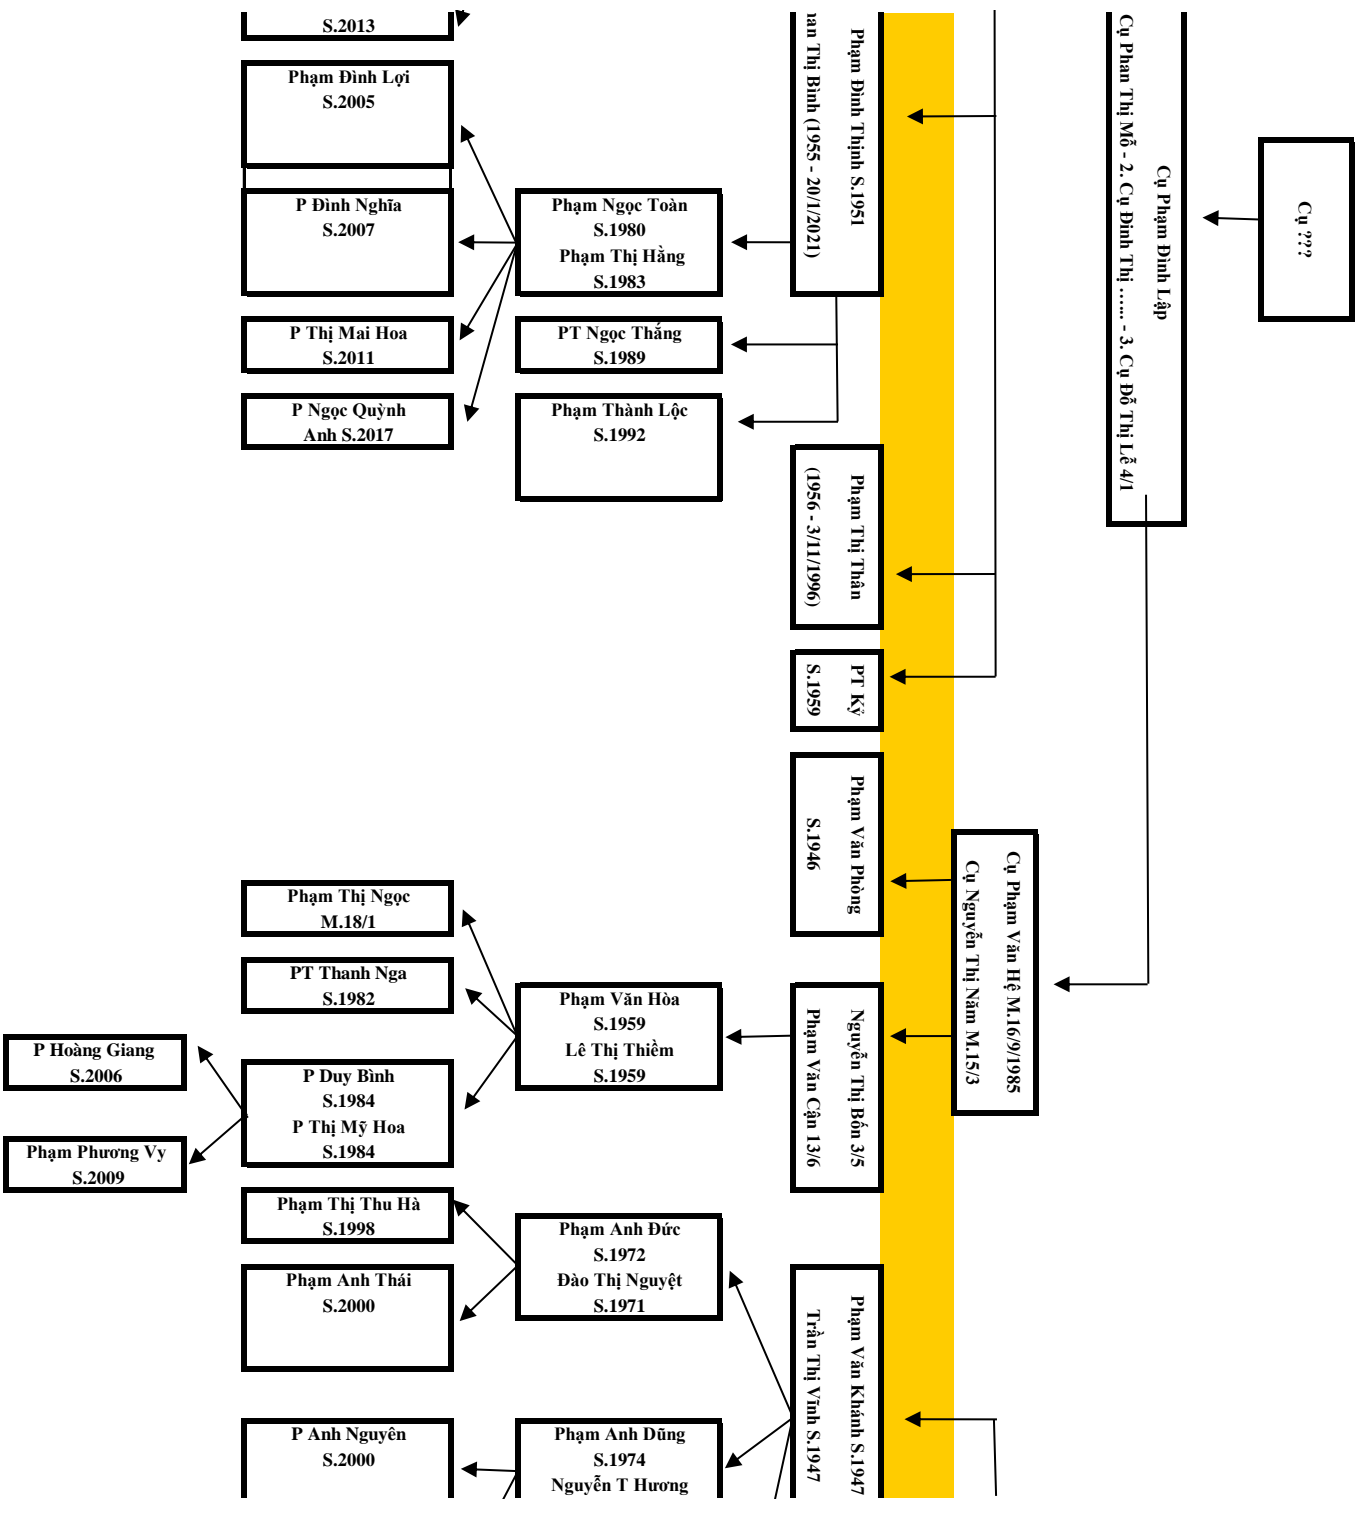 S.2013
Phạm Đình Lợi
S.2005
P Đình Nghĩa
S.2007
P Thị Mai Hoa
S.2011
P Ngọc Quỳnh
Anh S.2017
Phạm Ngọc Toàn
S.1980
Phạm Thị Hằng
S.1983
PT Ngọc Thắng
S.1989
Phạm Thành Lộc
S.1992
Phạm Đình Thịnh S.1951
Thị Bình (1955 - 20/1/2021)
Phạm Thị Thân
(1956 - 3/11/1996)
PT Kỷ
S.1959
Phạm Văn Phòng
S.1946
Cụ Phạm Đình Lập
Cụ Phan Thị Mỗ - 2. Cụ Đinh Thị ...... - 3. Cụ Đỗ Thị Lễ 4/1
Cụ ???
Cụ Phạm Văn Hệ M.16/9/1985
Cụ Nguyễn Thị Năm M.15/3
Phạm Thị Ngọc
M.18/1
PT Thanh Nga
S.1982
P Duy Bình
S.1984
P Thị Mỹ Hoa
S.1984
P Hoàng Giang
S.2006
Phạm Phương Vy
S.2009
Phạm Văn Hòa
S.1959
Lê Thị Thiềm
S.1959
Nguyễn Thị Bốn 3/5
Phạm Văn Cận 13/6
Phạm Thị Thu Hà
S.1998
Phạm Anh Thái
S.2000
Phạm Anh Đức
S.1972
Đào Thị Nguyệt
S.1971
Phạm Văn Khánh S.1947
Trần Thị Vĩnh S.1947
P Anh Nguyên
S.2000
Phạm Anh Dũng
S.1974
Nguyễn T Hương